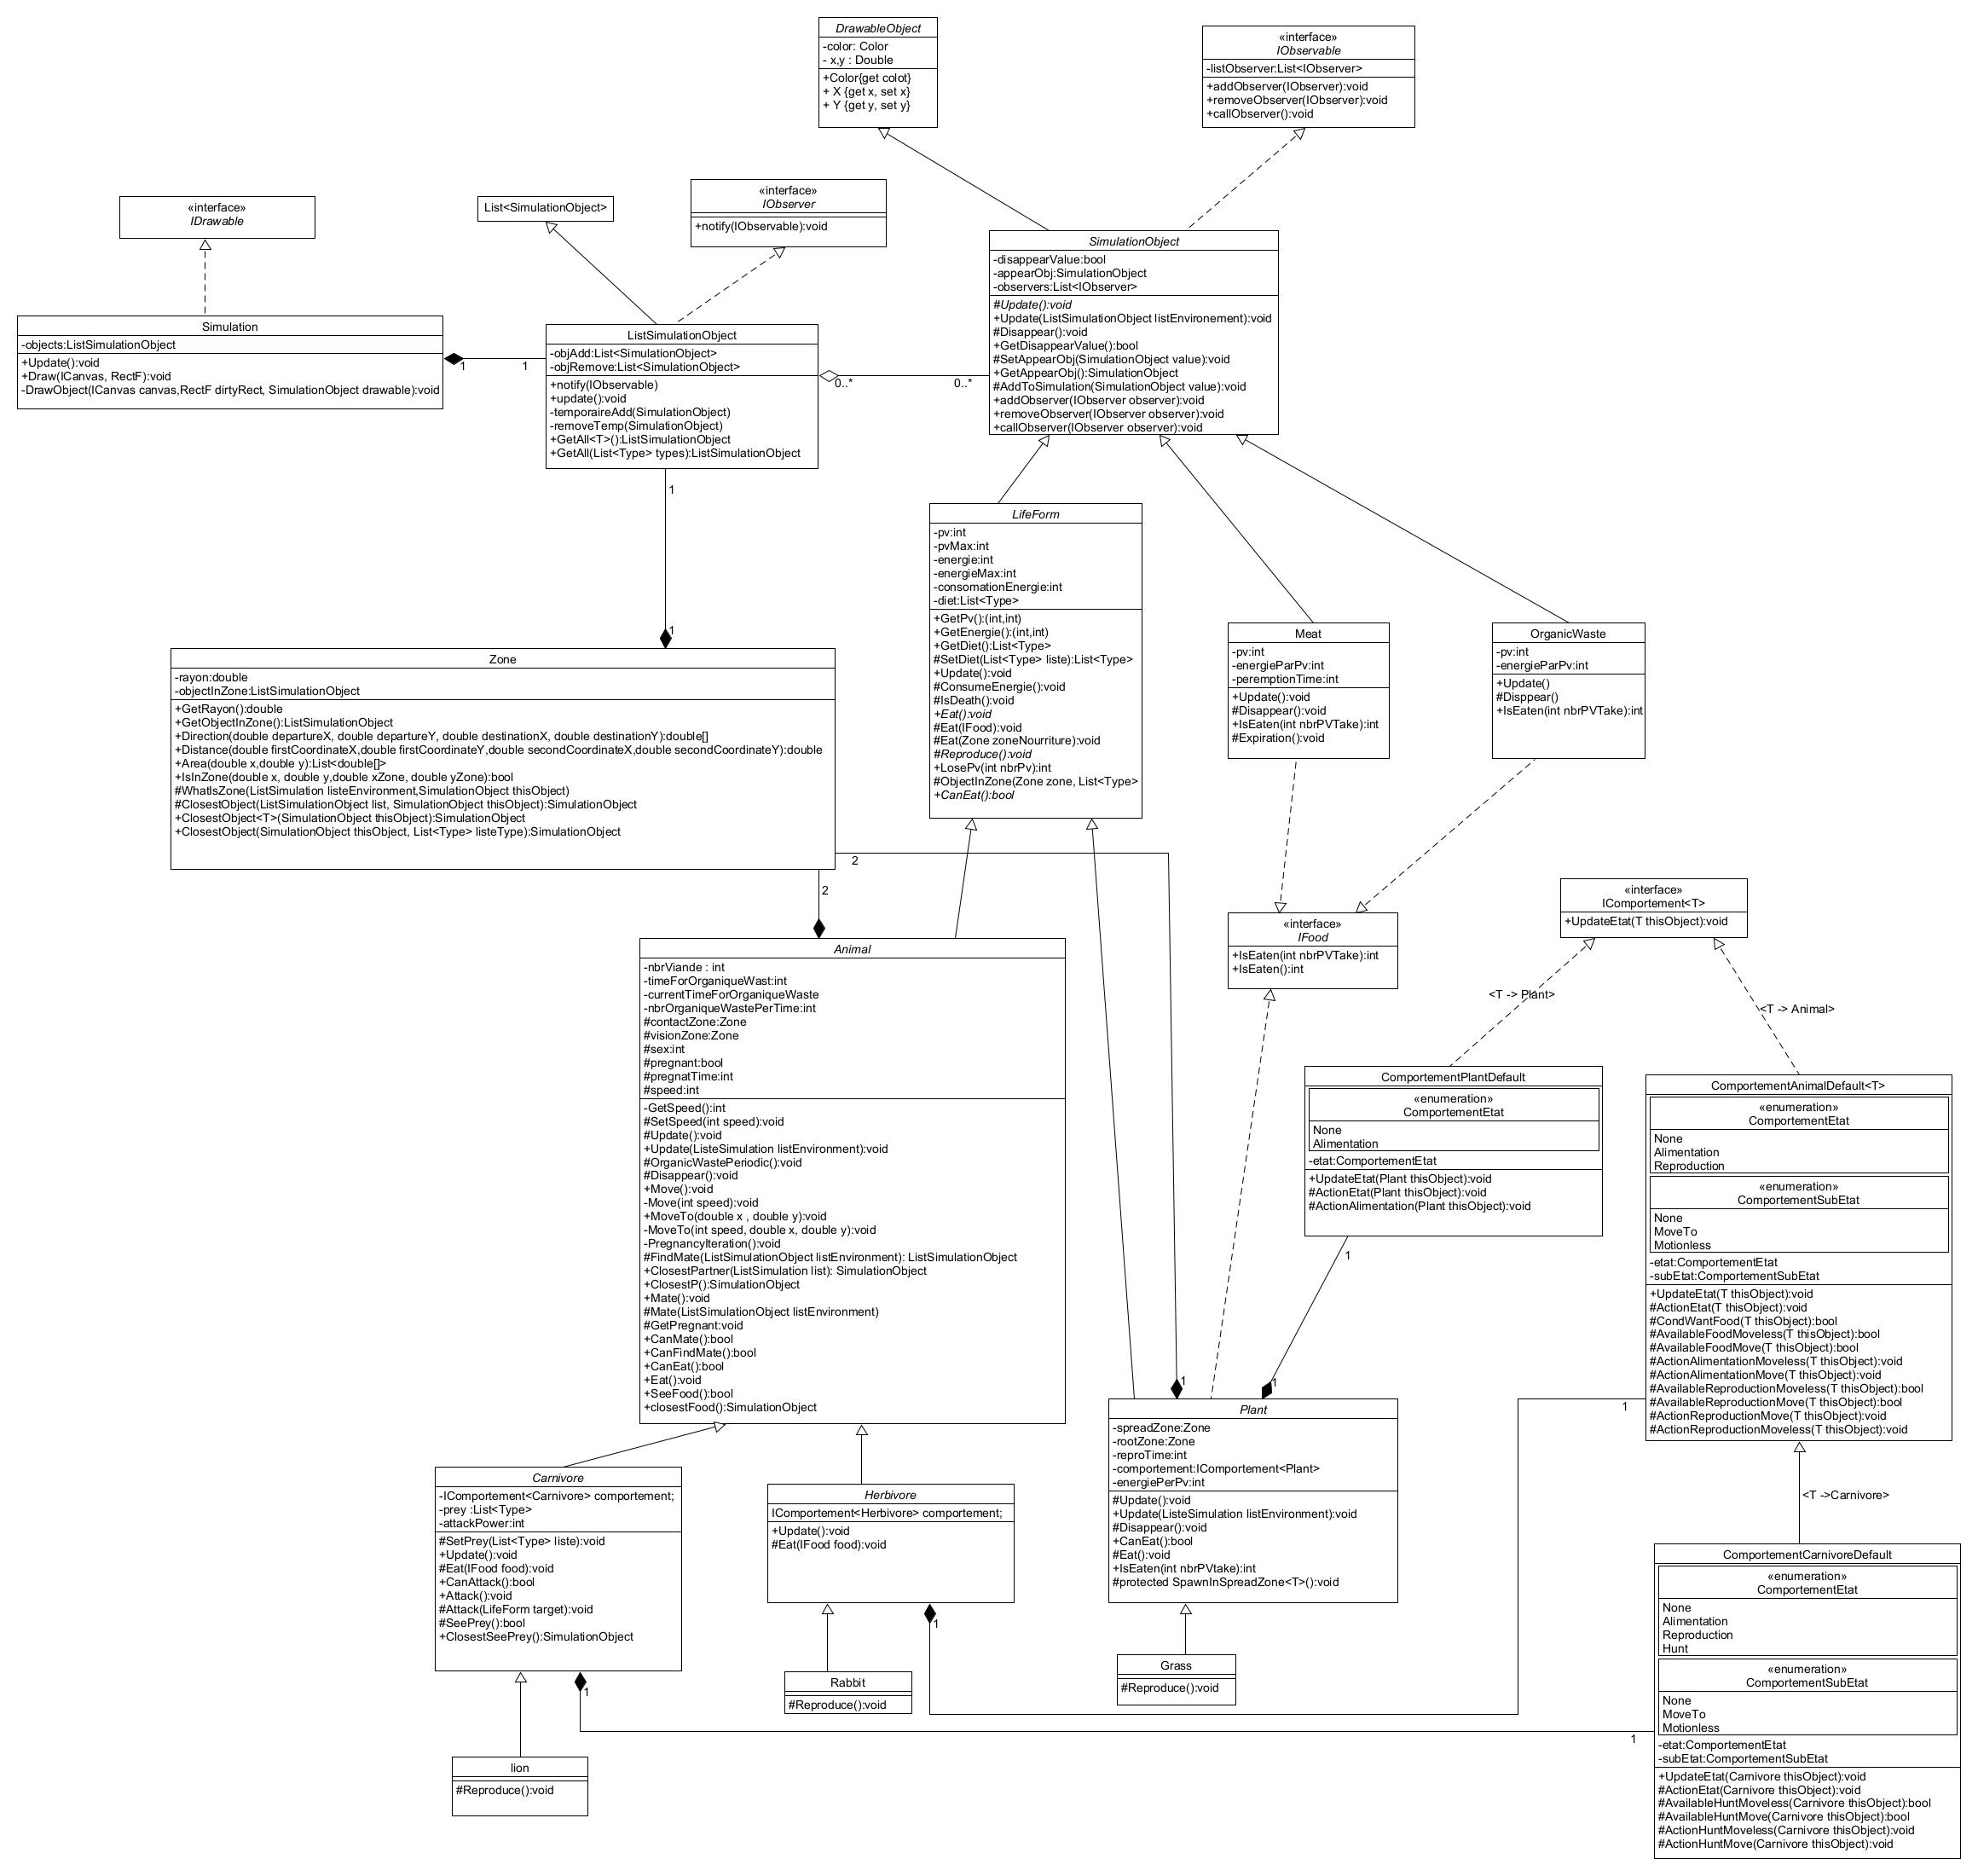 DrawableObject
-color: Color
- x,y : Double
+Color{get colot}
+ X {get x, set x}
+ Y {get y, set y}
«interface»
IObservable
-listObserver:List<IObserver>
+addObserver(IObserver):void
+removeObserver(IObserver):void
+callObserver():void
«interface»
IDrawable
List<SimulationObject>
«interface»
IObserver
+notify(IObservable):void
SimulationObject
-disappearValue:bool
-appearObj:SimulationObject
-observers:List<IObserver>
#Update():void
+Update(ListSimulationObject listEnvironement):void
#Disappear():void
+GetDisappearValue():bool
#SetAppearObj(SimulationObject value):void
+GetAppearObj():SimulationObject
#AddToSimulation(SimulationObject value):void
+addObserver(IObserver observer):void
+removeObserver(IObserver observer):void
+callObserver(IObserver observer):void
Simulation
-objects:ListSimulationObject
+Update():void
+Draw(ICanvas, RectF):void
-DrawObject(ICanvas canvas,RectF dirtyRect, SimulationObject drawable):void
1
1
ListSimulationObject
-objAdd:List<SimulationObject>
-objRemove:List<SimulationObject>
+notify(IObservable)
+update():void
-temporaireAdd(SimulationObject)
-removeTemp(SimulationObject)
+GetAll<T>():ListSimulationObject
+GetAll(List<Type> types):ListSimulationObject
0..*
0..*
1
1
LifeForm
-pv:int
-pvMax:int
-energie:int
-energieMax:int
-consomationEnergie:int
-diet:List<Type>
+GetPv():(int,int)
+GetEnergie():(int,int)
+GetDiet():List<Type>
#SetDiet(List<Type> liste):List<Type>
+Update():void
#ConsumeEnergie():void
#IsDeath():void
+Eat():void
#Eat(IFood):void
#Eat(Zone zoneNourriture):void
#Reproduce():void
+LosePv(int nbrPv):int
#ObjectInZone(Zone zone, List<Type>
+CanEat():bool
Meat
-pv:int
-energieParPv:int
-peremptionTime:int
+Update():void
#Disappear():void
+IsEaten(int nbrPVTake):int
#Expiration():void
OrganicWaste
-pv:int
-energieParPv:int
+Update()
#Disppear()
+IsEaten(int nbrPVTake):int
Zone
-rayon:double
-objectInZone:ListSimulationObject
+GetRayon():double
+GetObjectInZone():ListSimulationObject
+Direction(double departureX, double departureY, double destinationX, double destinationY):double[]
+Distance(double firstCoordinateX,double firstCoordinateY,double secondCoordinateX,double secondCoordinateY):double
+Area(double x,double y):List<double[]>
+IsInZone(double x, double y,double xZone, double yZone):bool
#WhatIsZone(ListSimulationObject listeEnvironment,SimulationObject thisObject)
#ClosestObject(ListSimulationObject list, SimulationObject thisObject):SimulationObject
+ClosestObject<T>(SimulationObject thisObject):SimulationObject
+ClosestObject(SimulationObject thisObject, List<Type> listeType):SimulationObject
2
2
«interface»
IFood
+IsEaten(int nbrPVTake):int
+IsEaten():int
«interface»
IComportement<T>
+UpdateEtat(T thisObject):void
<T -> Plant>
<T -> Animal>
Animal
-nbrViande : int
-timeForOrganiqueWast:int
-currentTimeForOrganiqueWaste
-nbrOrganiqueWastePerTime:int
#contactZone:Zone
#visionZone:Zone
#sex:int
#pregnant:bool
#pregnatTime:int
#speed:int
-GetSpeed():int
#SetSpeed(int speed):void
#Update():void
+Update(ListeSimulation listEnvironment):void
#OrganicWastePeriodic():void
#Disappear():void
+Move():void
-Move(int speed):void
+MoveTo(double x , double y):void
-MoveTo(int speed, double x, double y):void
-PregnancyIteration():void
#FindMate(ListSimulationObject listEnvironment): ListSimulationObject
+ClosestPartner(ListSimulation list): SimulationObject
+ClosestP():SimulationObject
+Mate():void
#Mate(ListSimulationObject listEnvironment)
#GetPregnant:void
+CanMate():bool
+CanFindMate():bool
+CanEat():bool
+Eat():void
+SeeFood():bool
+closestFood():SimulationObject
ComportementPlantDefault
«enumeration»
ComportementEtat
None
Alimentation
-etat:ComportementEtat
+UpdateEtat(Plant thisObject):void
#ActionEtat(Plant thisObject):void
#ActionAlimentation(Plant thisObject):void
1
ComportementAnimalDefault<T>
«enumeration»
ComportementEtat
None
Alimentation
Reproduction
«enumeration»
ComportementSubEtat
None
MoveTo
Motionless
-etat:ComportementEtat
-subEtat:ComportementSubEtat
+UpdateEtat(T thisObject):void
#ActionEtat(T thisObject):void
#CondWantFood(T thisObject):bool
#AvailableFoodMoveless(T thisObject):bool
#AvailableFoodMove(T thisObject):bool
#ActionAlimentationMoveless(T thisObject):void
#ActionAlimentationMove(T thisObject):void
#AvailableReproductionMoveless(T thisObject):bool
#AvailableReproductionMove(T thisObject):bool
#ActionReproductionMove(T thisObject):void
#ActionReproductionMoveless(T thisObject):void
1
1
1
Plant
-spreadZone:Zone
-rootZone:Zone
-reproTime:int
-comportement:IComportement<Plant>
-energiePerPv:int
#Update():void
+Update(ListeSimulation listEnvironment):void
#Disappear():void
+CanEat():bool
#Eat():void
+IsEaten(int nbrPVtake):int
#protected SpawnInSpreadZone<T>():void
Carnivore
-IComportement<Carnivore> comportement;
-prey :List<Type>
-attackPower:int
#SetPrey(List<Type> liste):void
+Update():void
#Eat(IFood food):void
+CanAttack():bool
+Attack():void
#Attack(LifeForm target):void
#SeePrey():bool
+ClosestSeePrey():SimulationObject
1
Herbivore
IComportement<Herbivore> comportement;
+Update():void
#Eat(IFood food):void
1
<T ->Carnivore>
ComportementCarnivoreDefault
«enumeration»
ComportementEtat
None
Alimentation
Reproduction
Hunt
«enumeration»
ComportementSubEtat
None
MoveTo
Motionless
-etat:ComportementEtat
-subEtat:ComportementSubEtat
+UpdateEtat(Carnivore thisObject):void
#ActionEtat(Carnivore thisObject):void
#AvailableHuntMoveless(Carnivore thisObject):bool
#AvailableHuntMove(Carnivore thisObject):bool
#ActionHuntMoveless(Carnivore thisObject):void
#ActionHuntMove(Carnivore thisObject):void
Rabbit
#Reproduce():void
Grass
#Reproduce():void
1
lion
#Reproduce():void